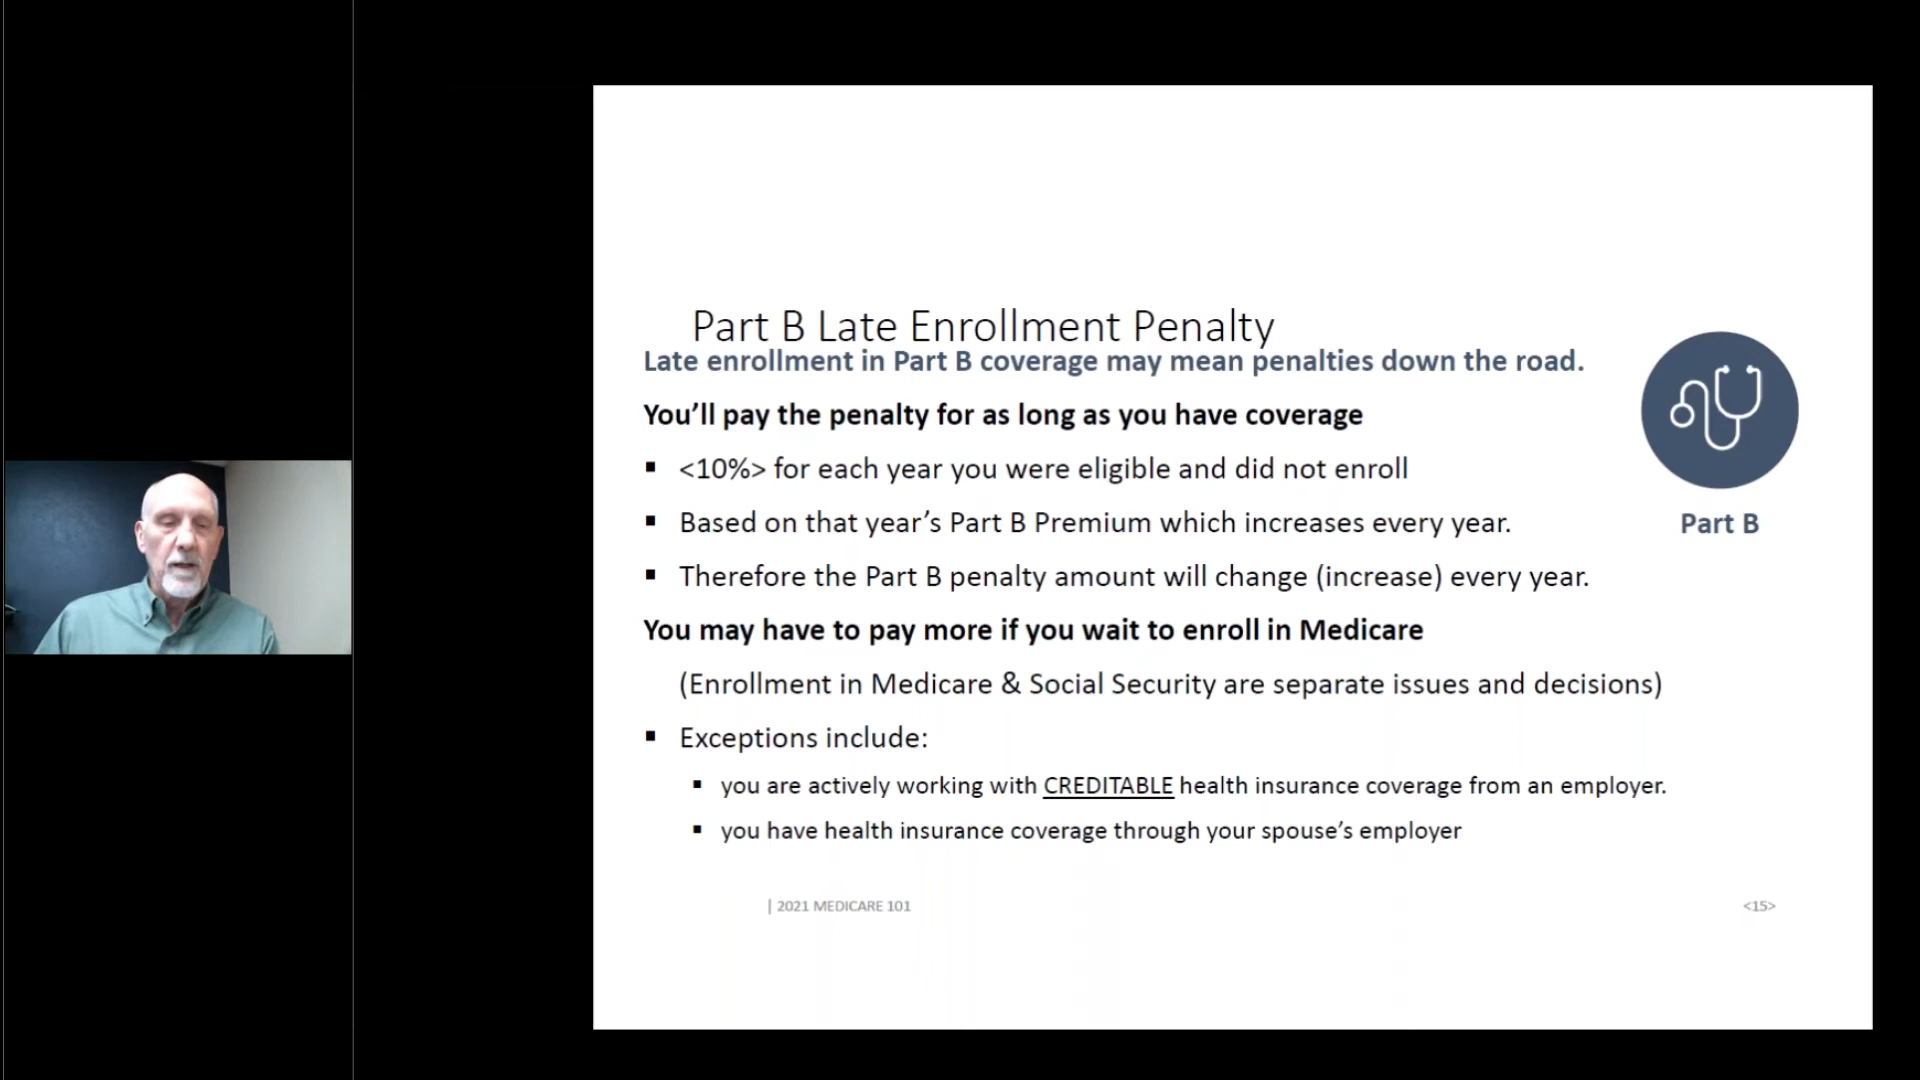 Part B Late Enrollment Penalty
Late enrollment in Part B coverage may mean penalties down the road.
You’ll pay the penalty for as long as you have coverage
▪ <10%> for each year you were eligible and did not enroll
▪ Based on that year’s Part B Premium which increases every year.
▪ Therefore the Part B penalty amount will change (increase) every year.
You may have to pay more if you wait to enroll in Medicare
(Enrollment in Medicare & Social Security are separate issues and decisions)
▪ Exceptions include:
▪ you are actively working with CREDITABLE health insurance coverage from an employer.
▪ you have health insurance coverage through your spouse’s employer
Part B
| 2021 MEDICARE 101
<15>